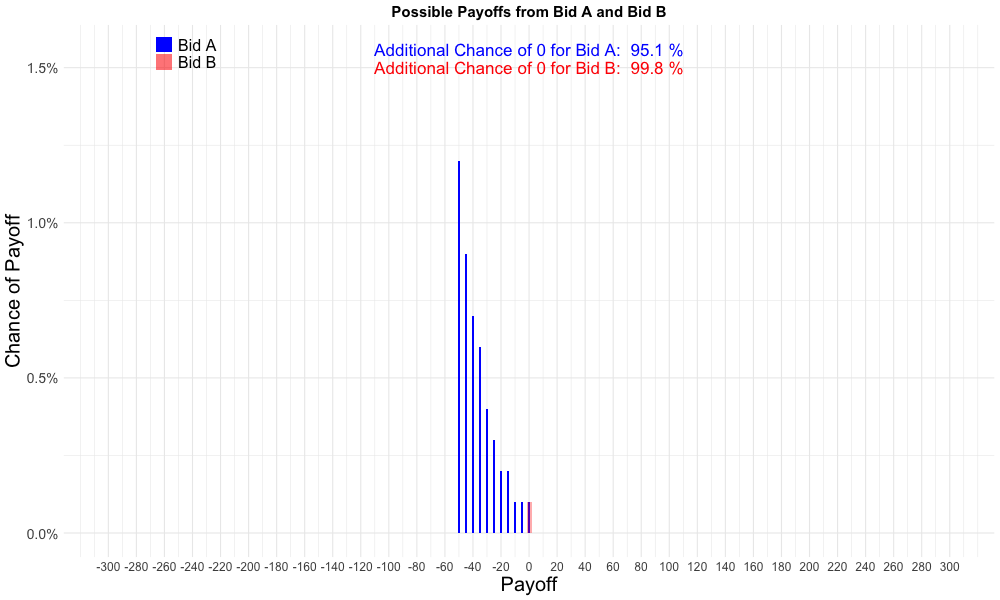 Possible Payoffs from Bid A and Bid B
Bid A
Bid B
Additional Chance of 0 for Bid A: 95.1 %
Additional Chance of 0 for Bid B: 99.8 %
Chance of Payoff
1.5%
1.0%
0.5%
0.0%
-300 -280 -260 -240 -220 -200 -180 -160 -140 -120 -100 -80 -60 -40 -20 0 20 40 60 80 100 120 140 160 180 200 220 240 260 280 300
Payoff